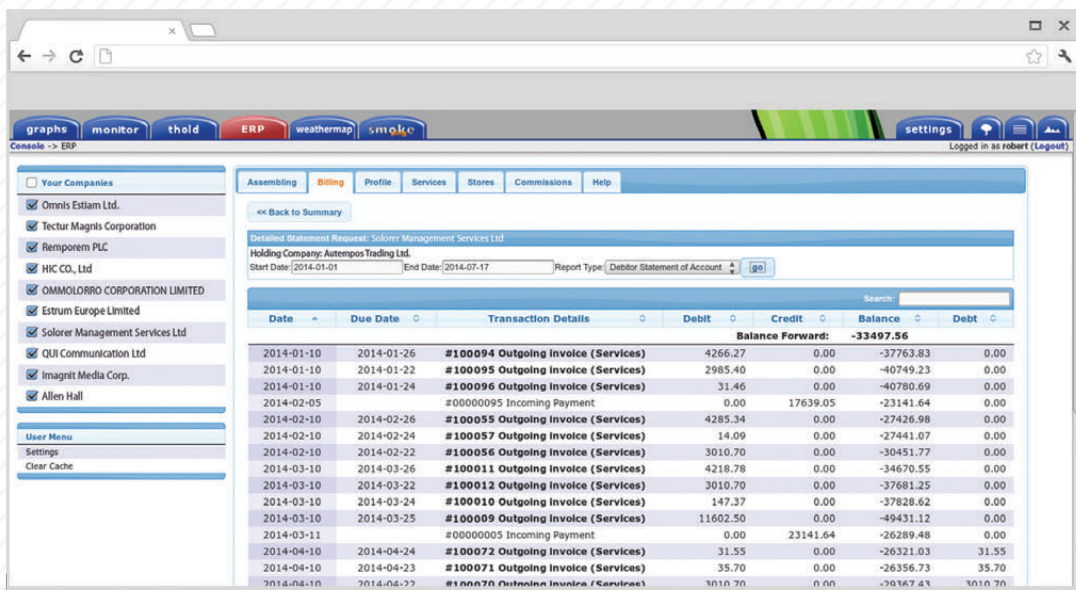 graphs monitor thold ERP weathermap smoke settings
Console -> ERP Logged in as robert (Logout)
Your Companies
Omnis Estiam Ltd.
Tectur Magnis Corporation
Remporem PLC
HIC CO., Ltd
OMMOLORRO CORPORATION LIMITED
Estrum Europe Limited
Solorer Management Services Ltd
QUI Communication Ltd
Imagnit Media Corp.
Allen Hall
User Menu
Settings
Clear Cache
Assembling Billing Profile Services Stores Commissions Help
<< Back to Summary
Detailed Statement Request: Solorer Management Services Ltd
Holding Company: Autempos Trading Ltd.
Start Date: 2014-01-01 End Date: 2014-07-17 Report Type: Debitor Statement of Account go
Search:
Date Due Date Transaction Details Debit Credit Balance Debt
Balance Forward: -33497.56
2014-01-10 2014-01-26 #100094 Outgoing Invoice (Services) 4266.27 0.00 -37763.83 0.00
2014-01-10 2014-01-22 #100095 Outgoing Invoice (Services) 2985.40 0.00 -40749.23 0.00
2014-01-10 2014-01-24 #100096 Outgoing Invoice (Services) 31.46 0.00 -40780.69 0.00
2014-02-05 #00000095 Incoming Payment 0.00 17639.05 -23141.64 0.00
2014-02-10 2014-02-26 #100055 Outgoing Invoice (Services) 4285.34 0.00 -27426.98 0.00
2014-02-10 2014-02-24 #100057 Outgoing Invoice (Services) 14.09 0.00 -27441.07 0.00
2014-02-10 2014-02-22 #100056 Outgoing Invoice (Services) 3010.70 0.00 -30451.77 0.00
2014-03-10 2014-03-26 #100011 Outgoing Invoice (Services) 4218.78 0.00 -34670.55 0.00
2014-03-10 2014-03-22 #100012 Outgoing Invoice (Services) 3010.70 0.00 -37681.25 0.00
2014-03-10 2014-03-24 #100010 Outgoing Invoice (Services) 147.37 0.00 -37828.62 0.00
2014-03-10 2014-03-25 #100009 Outgoing Invoice (Services) 11602.50 0.00 -49431.12 0.00
2014-03-11 #00000005 Incoming Payment 0.00 23141.64 -26289.48 0.00
2014-04-10 2014-04-24 #100072 Outgoing Invoice (Services) 31.55 0.00 -26321.03 31.55
2014-04-10 2014-04-23 #100071 Outgoing Invoice (Services) 35.70 0.00 -26356.73 35.70
2014-04-10 2014-04-22 #100070 Outgoing Invoice (Services) 3010.70 0.00 -29367.43 3010.70